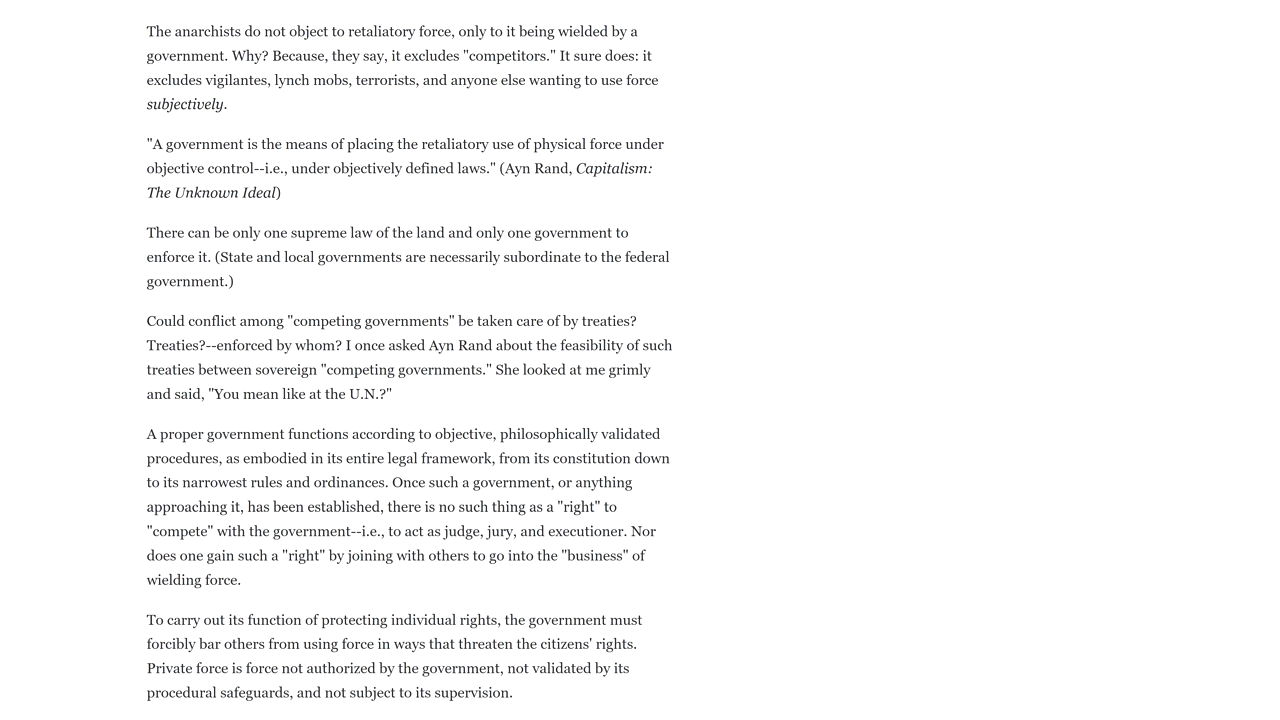 The anarchists do not object to retaliatory force, only to it being wielded by a
government. Why? Because, they say, it excludes "competitors." It sure does: it
excludes vigilantes, lynch mobs, terrorists, and anyone else wanting to use force
subjectively.
"A government is the means of placing the retaliatory use of physical force under
objective control--i.e., under objectively defined laws." (Ayn Rand, Capitalism:
The Unknown Ideal)
There can be only one supreme law of the land and only one government to
enforce it. (State and local governments are necessarily subordinate to the federal
government.)
Could conflict among "competing governments" be taken care of by treaties?
Treaties?--enforced by whom? I once asked Ayn Rand about the feasibility of such
treaties between sovereign "competing governments." She looked at me grimly
and said, "You mean like at the U.N.?"
A proper government functions according to objective, philosophically validated
procedures, as embodied in its entire legal framework, from its constitution down
to its narrowest rules and ordinances. Once such a government, or anything
approaching it, has been established, there is no such thing as a "right" to
"compete" with the government--i.e., to act as judge, jury, and executioner. Nor
does one gain such a "right" by joining with others to go into the "business" of
wielding force.
To carry out its function of protecting individual rights, the government must
forcibly bar others from using force in ways that threaten the citizens' rights.
Private force is force not authorized by the government, not validated by its
procedural safeguards, and not subject to its supervision.